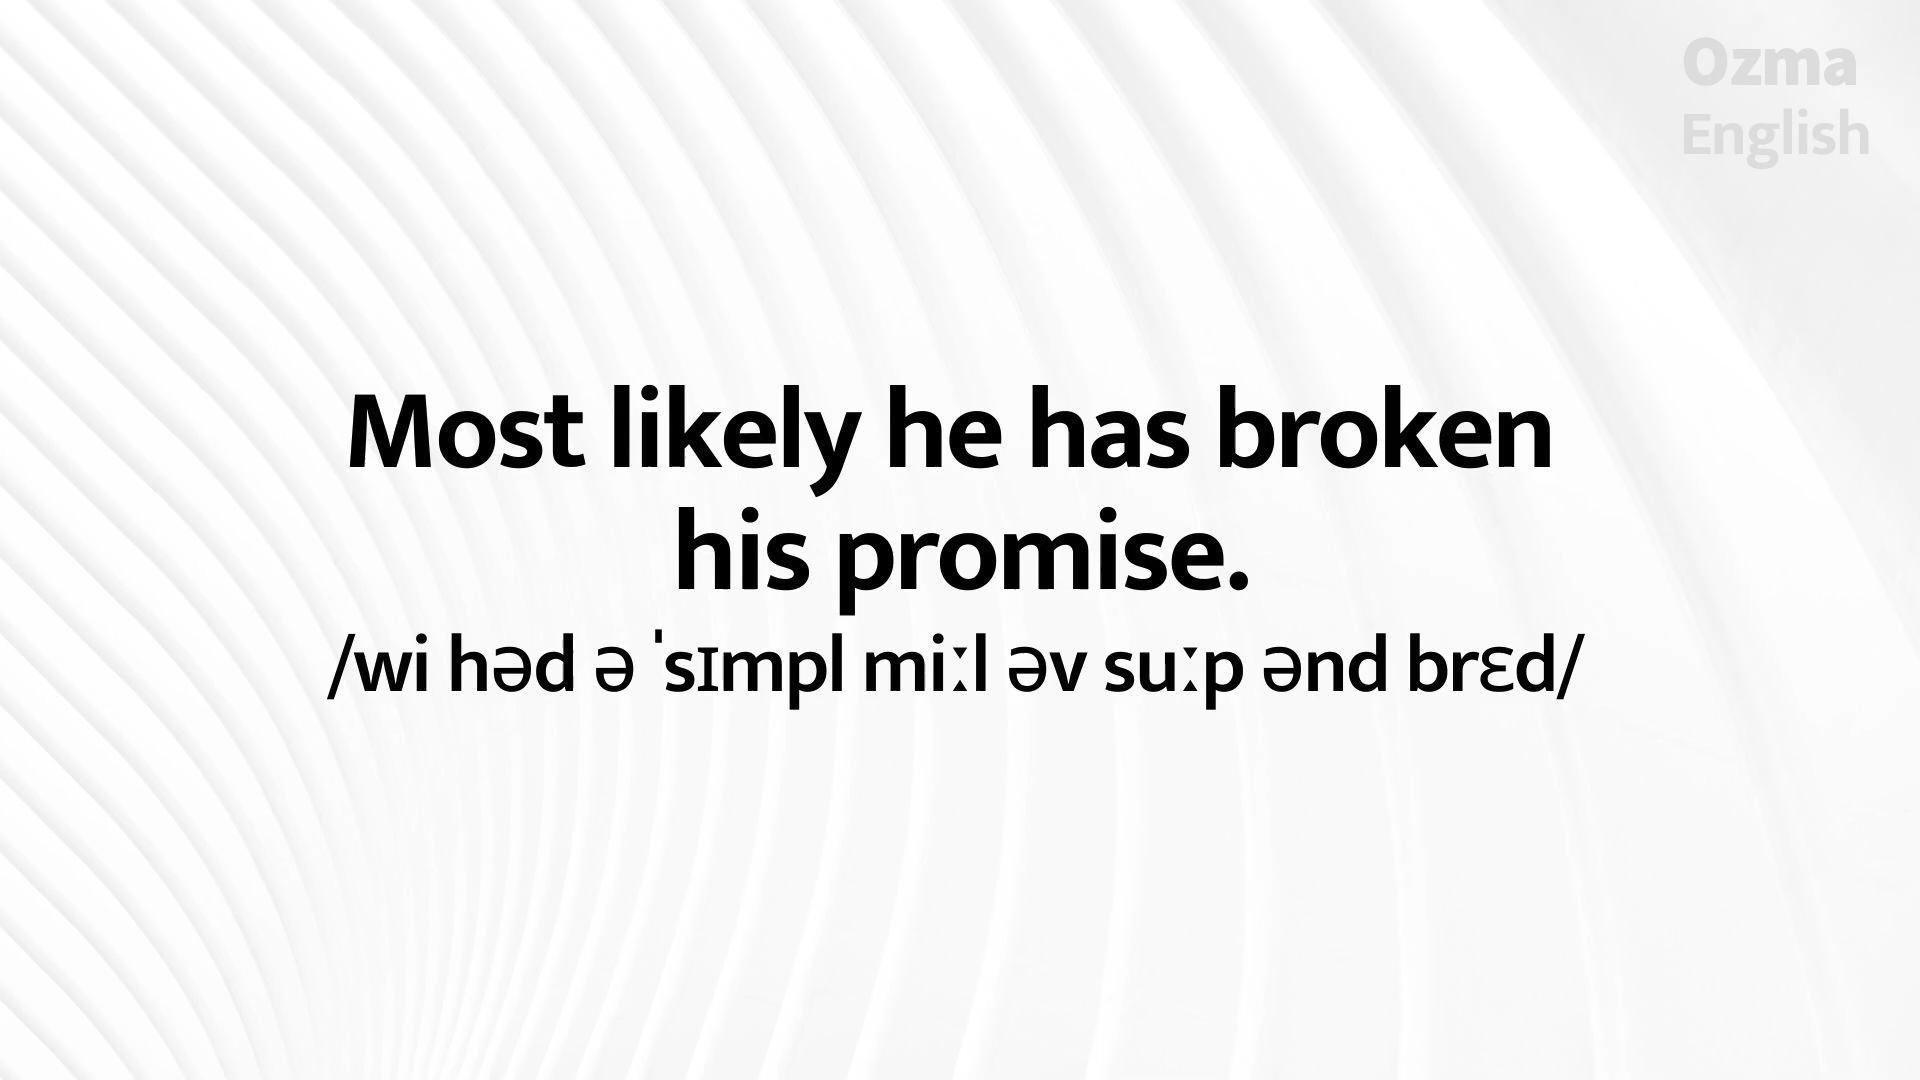 Ozma
English
Most likely he has broken
his promise.
/wi həd ə ˈsɪmpl miːl əv suːp ənd brɛd/